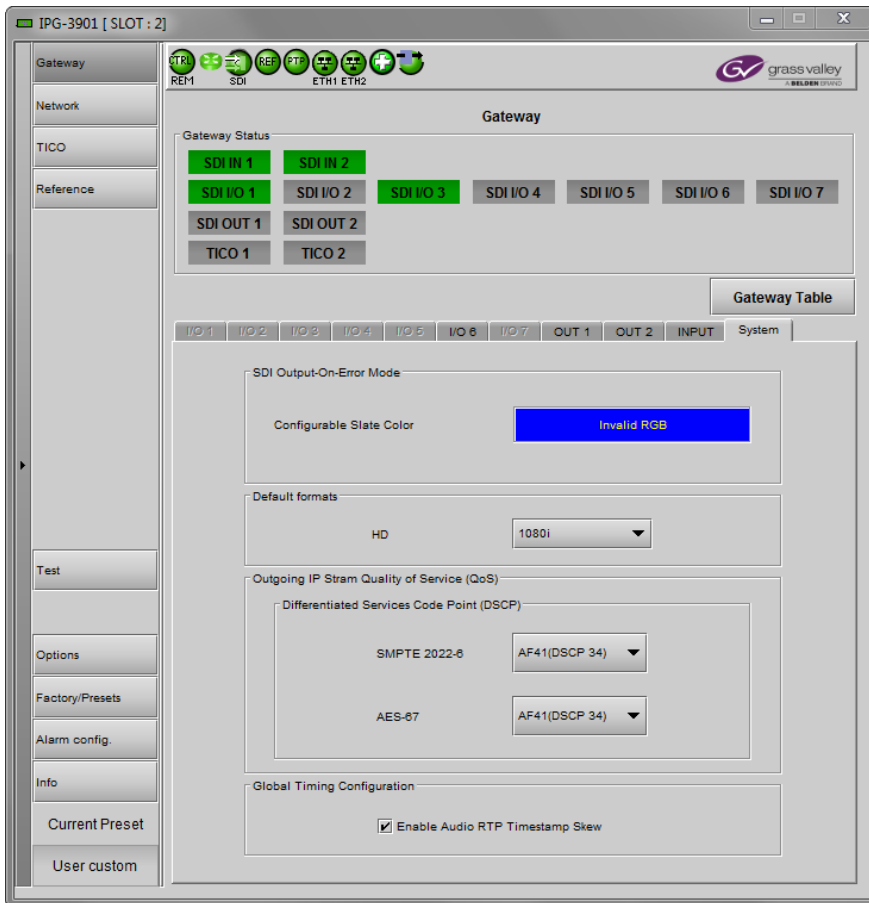 IPG-3901 [ SLOT : 2]
Gateway
Network
TICO
Reference
Test
Options
Factory/Presets
Alarm config.
Info
Current Preset
User custom
CTRL REF PTP
REM SDI ETH1 ETH2
GV grass valley
A BELDEN BRAND
Gateway
Gateway Status
SDI IN 1 SDI IN 2
SDI I/O 1 SDI I/O 2 SDI I/O 3 SDI I/O 4 SDI I/O 5 SDI I/O 6 SDI I/O 7
SDI OUT 1 SDI OUT 2
TICO 1 TICO 2
Gateway Table
I/O 1 I/O 2 I/O 3 I/O 4 I/O 5 I/O 6 I/O 7 OUT 1 OUT 2 INPUT System
SDI Output-On-Error Mode
Configurable Slate Color Invalid RGB
Default formats
HD 1080i
Outgoing IP Stram Quality of Service (QoS)
Differentiated Services Code Point (DSCP)
SMPTE 2022-6 AF41(DSCP 34)
AES-67 AF41(DSCP 34)
Global Timing Configuration
Enable Audio RTP Timestamp Skew